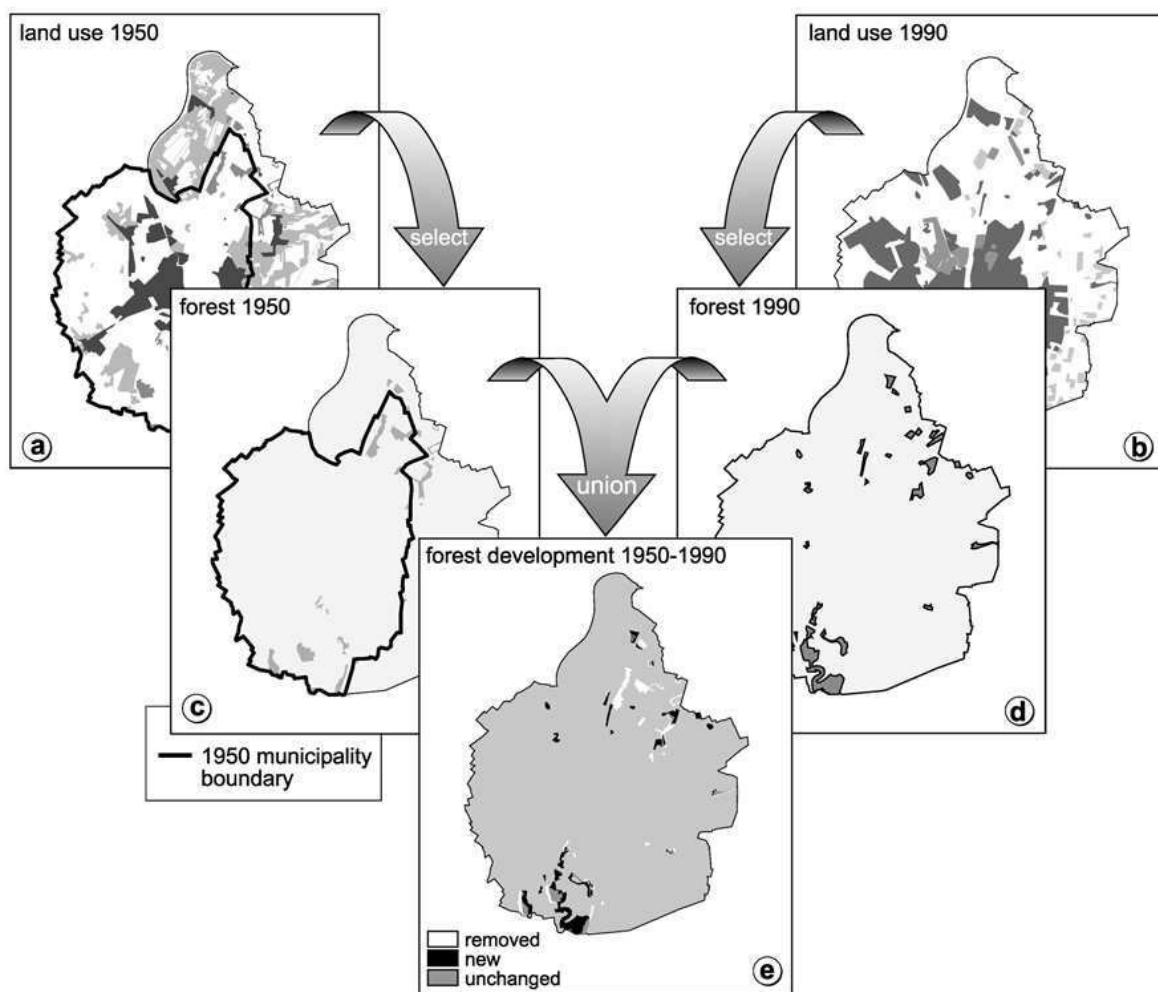 land use 1950
land use 1990
select
select
a
b
forest 1950
forest 1990
union
c
d
forest development 1950-1990
1950 municipality
boundary
removed
new
unchanged
e